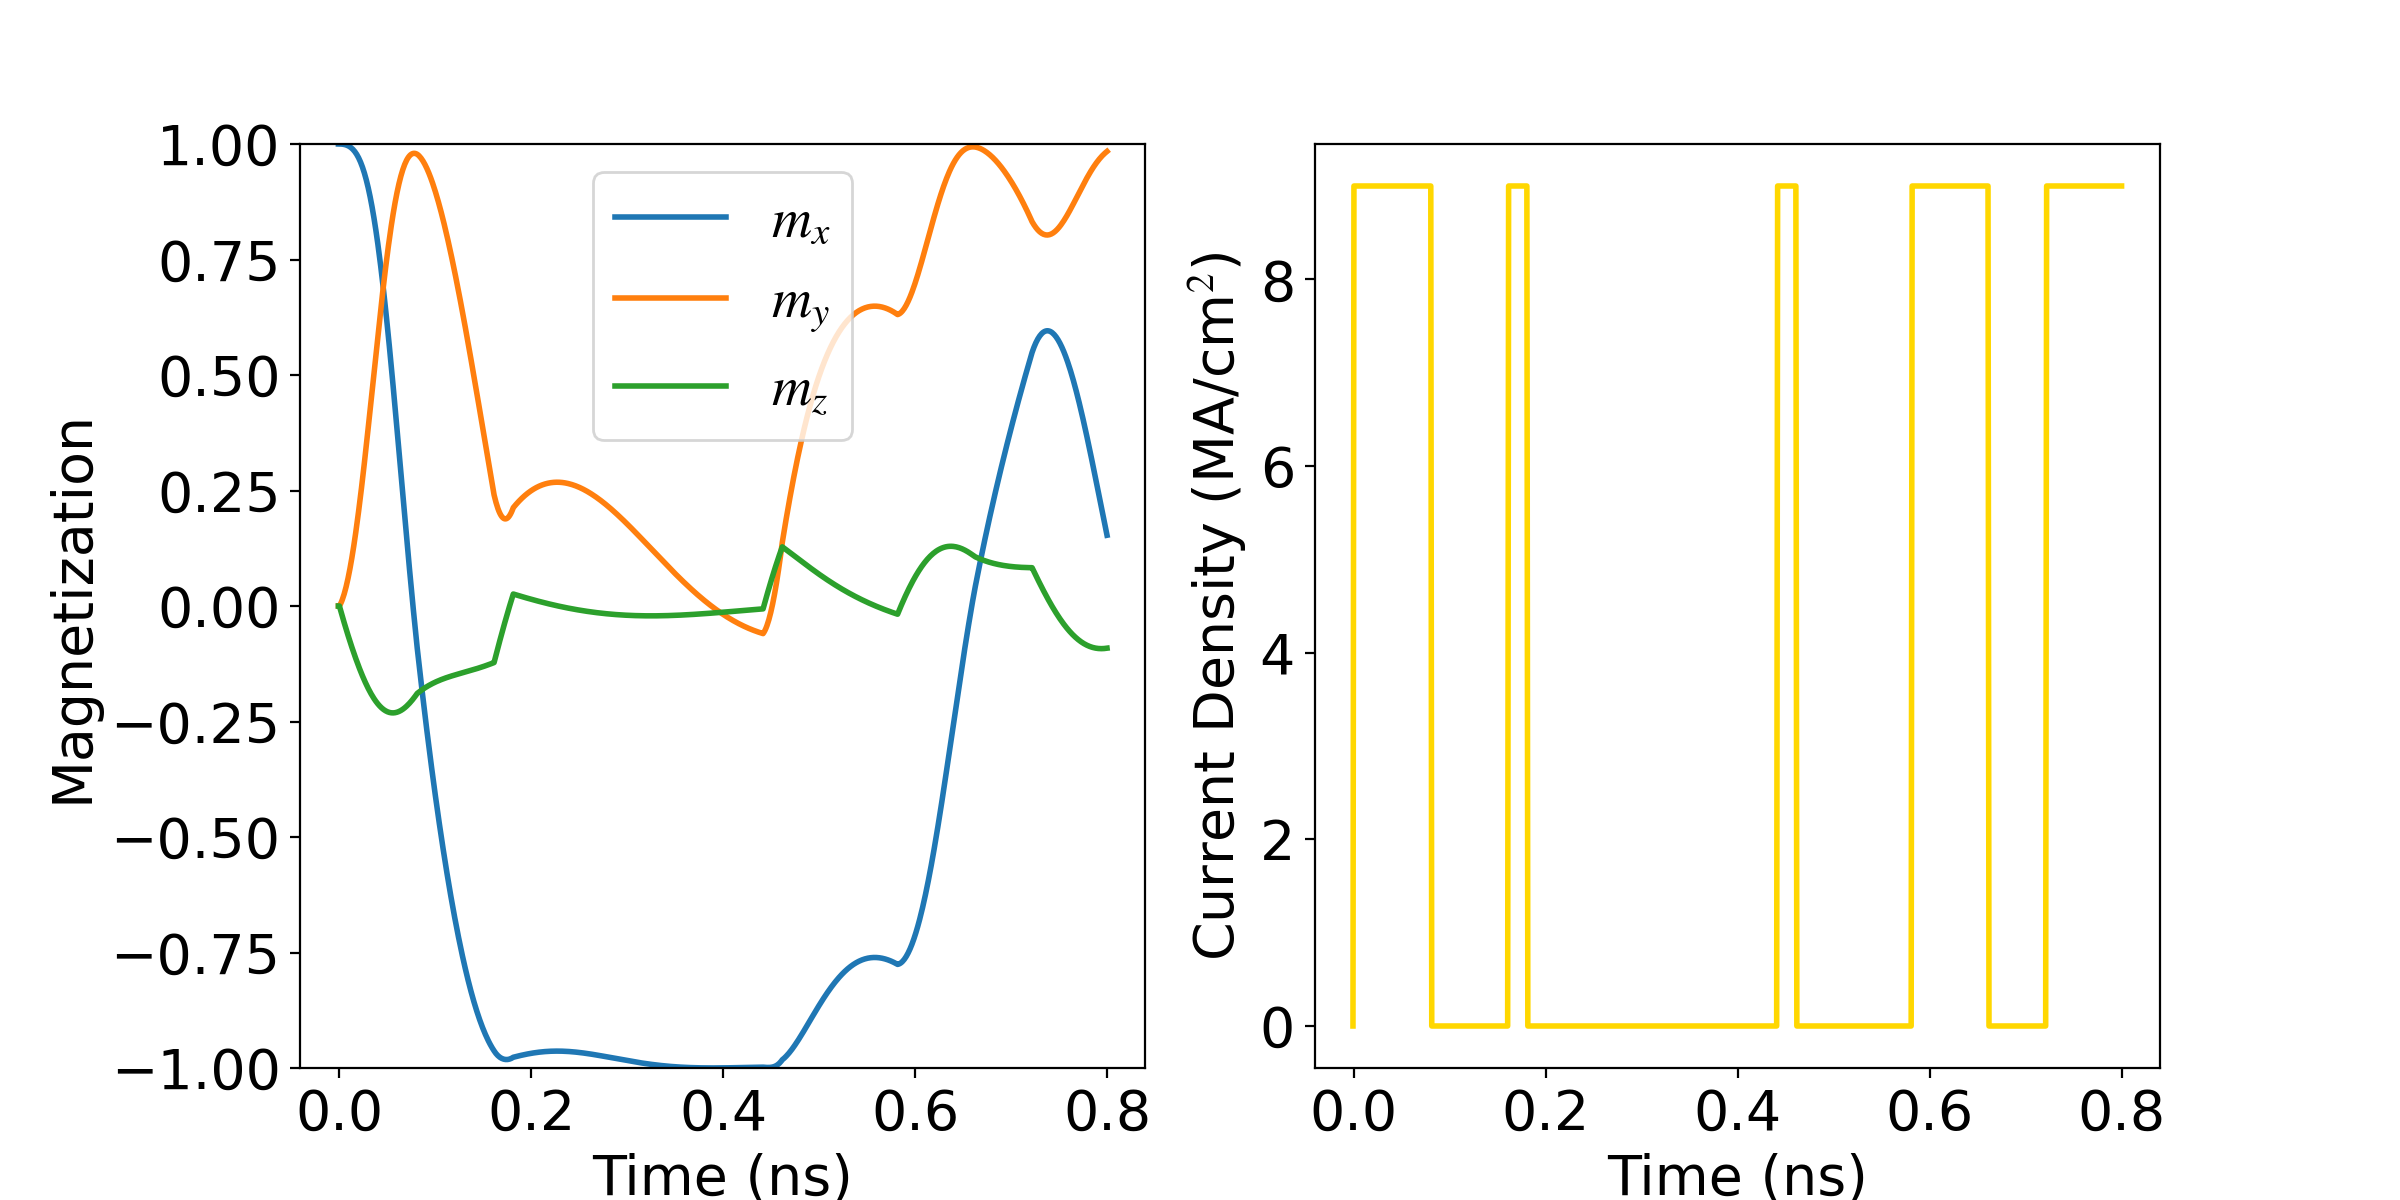 1.00
0.75
0.50
0.25
0.00
−0.25
−0.50
−0.75
−1.00
Magnetization
0.0 0.2 0.4 0.6 0.8
Time (ns)
m_x
m_y
m_z
8
6
4
2
0
Current Density (MA/cm²)
0.0 0.2 0.4 0.6 0.8
Time (ns)